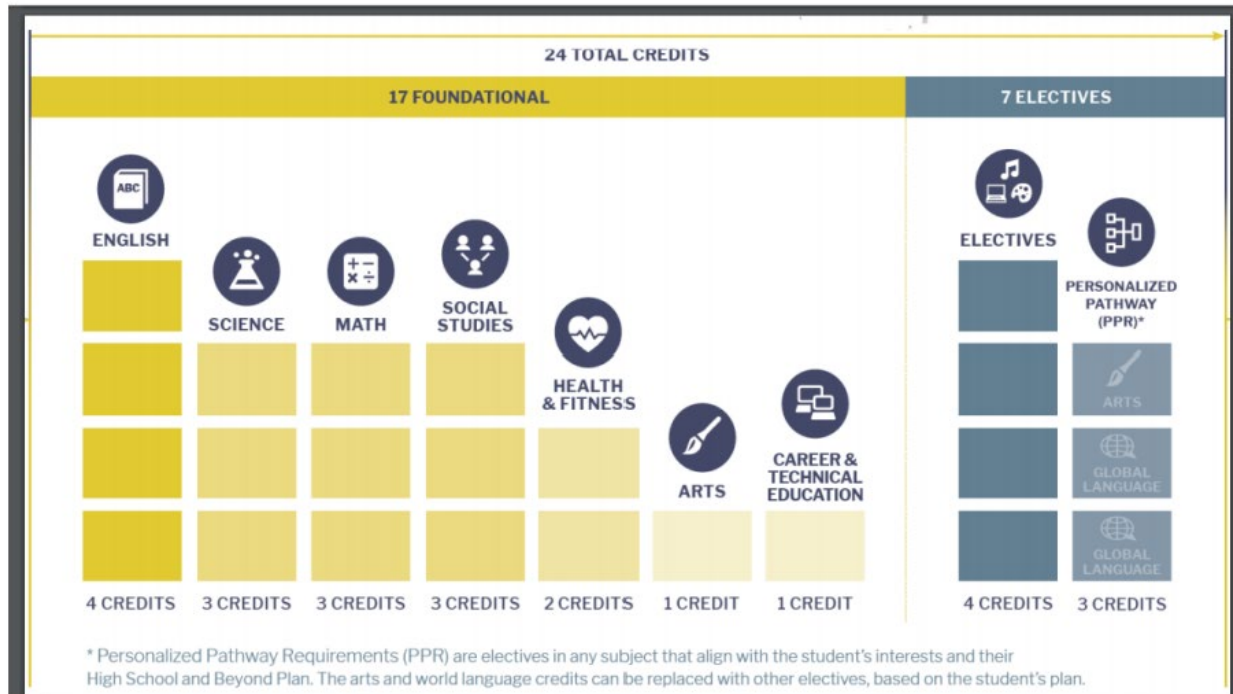 24 TOTAL CREDITS
17 FOUNDATIONAL
7 ELECTIVES
ABC
ENGLISH
4 CREDITS
SCIENCE
3 CREDITS
MATH
3 CREDITS
SOCIAL
STUDIES
3 CREDITS
HEALTH
& FITNESS
2 CREDITS
ARTS
1 CREDIT
CAREER &
TECHNICAL
EDUCATION
1 CREDIT
ELECTIVES
4 CREDITS
PERSONALIZED
PATHWAY
(PPR)*
ARTS
GLOBAL
LANGUAGE
GLOBAL
LANGUAGE
3 CREDITS
* Personalized Pathway Requirements (PPR) are electives in any subject that align with the student's interests and their
High School and Beyond Plan. The arts and world language credits can be replaced with other electives, based on the student's plan.